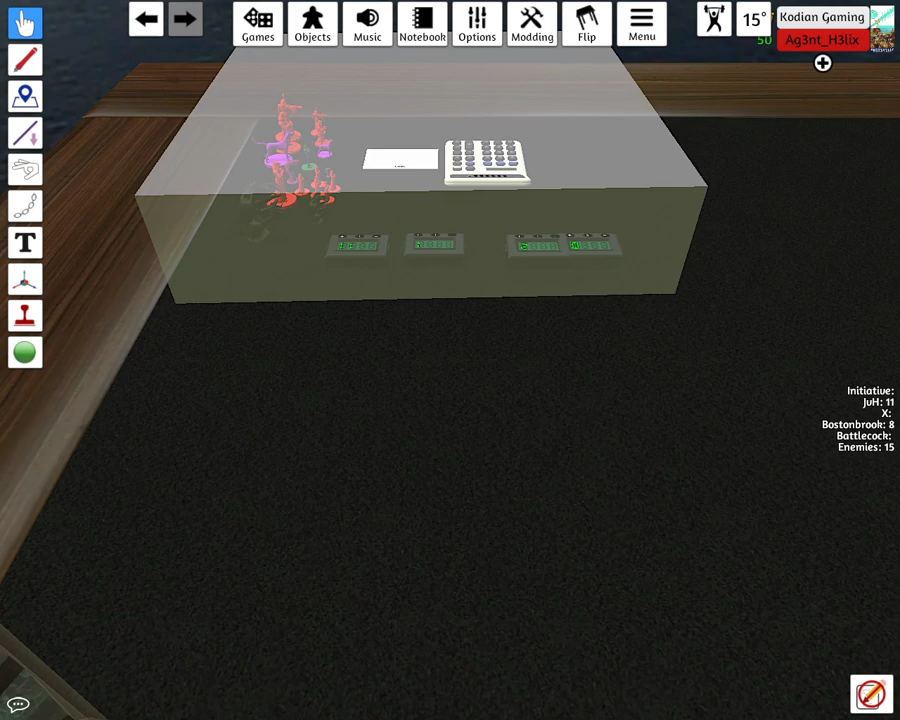 Games Objects Music Notebook Options Modding Flip Menu
15°
Kodian Gaming
50
Ag3nt_H3lix
T
Initiative:
JvH: 11
X:
Bostonbrook: 8
Battlecock:
Enemies: 15